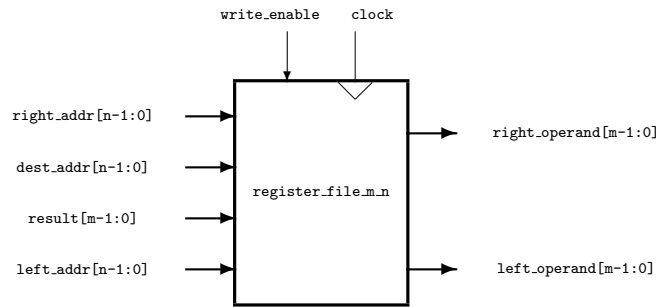 write_enable clock
right_addr[n-1:0]
right_operand[m-1:0]
dest_addr[n-1:0]
register_file_m_n
result[m-1:0]
left_addr[n-1:0]
left_operand[m-1:0]